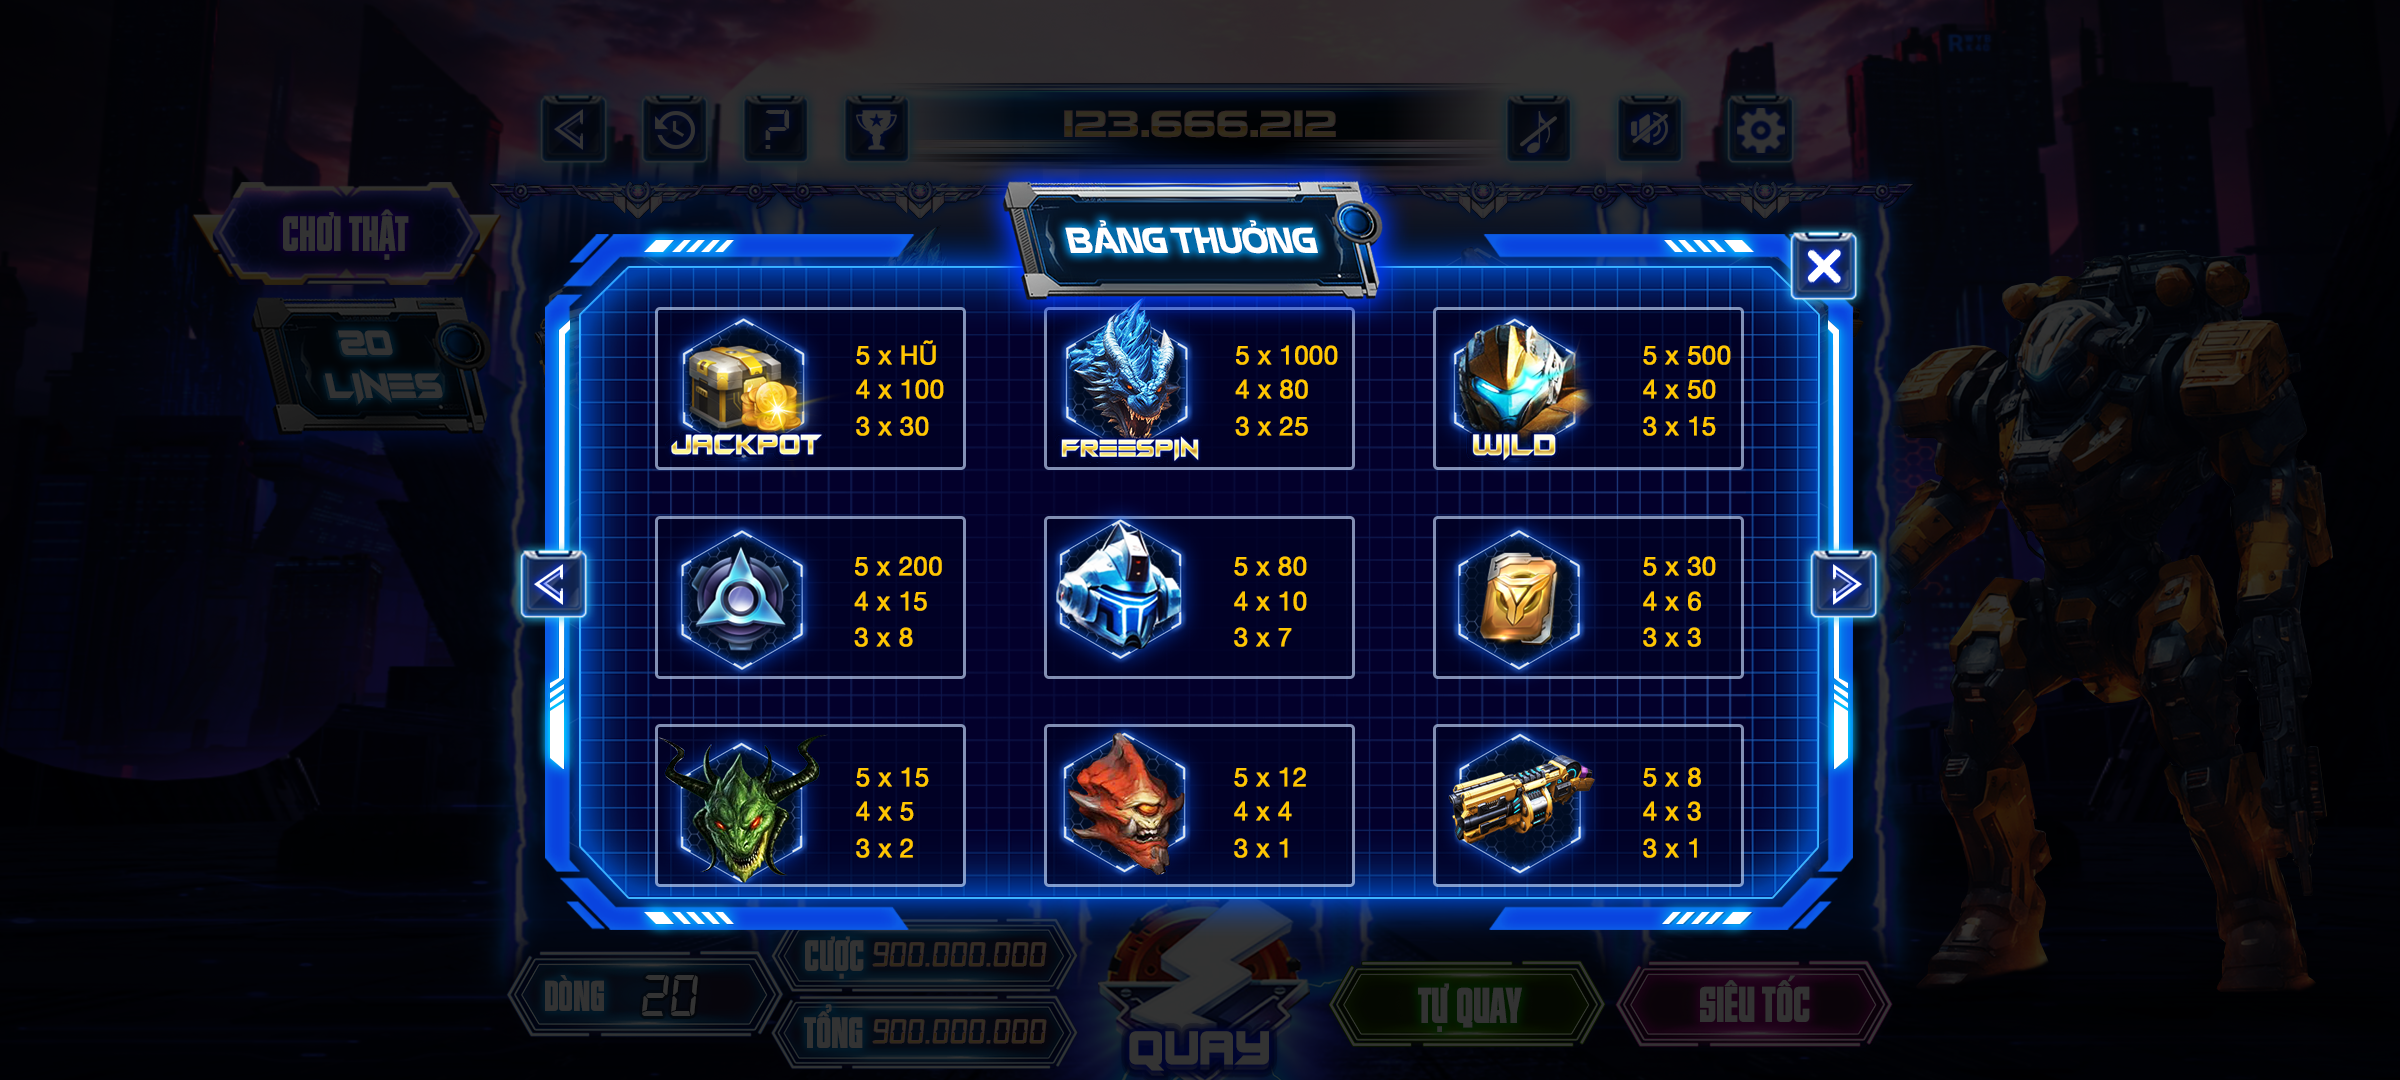 123.666.212
CHƠI THẬT
20
LINES
BẢNG THƯỞNG
JACKPOT
5 x HŨ
4 x 100
3 x 30
FREESPIN
5 x 1000
4 x 80
3 x 25
WILD
5 x 500
4 x 50
3 x 15
5 x 200
4 x 15
3 x 8
5 x 80
4 x 10
3 x 7
5 x 30
4 x 6
3 x 3
5 x 15
4 x 5
3 x 2
5 x 12
4 x 4
3 x 1
5 x 8
4 x 3
3 x 1
DÒNG 20
CƯỢC 900.000.000
TỔNG 900.000.000
QUAY
TỰ QUAY
SIÊU TỐC